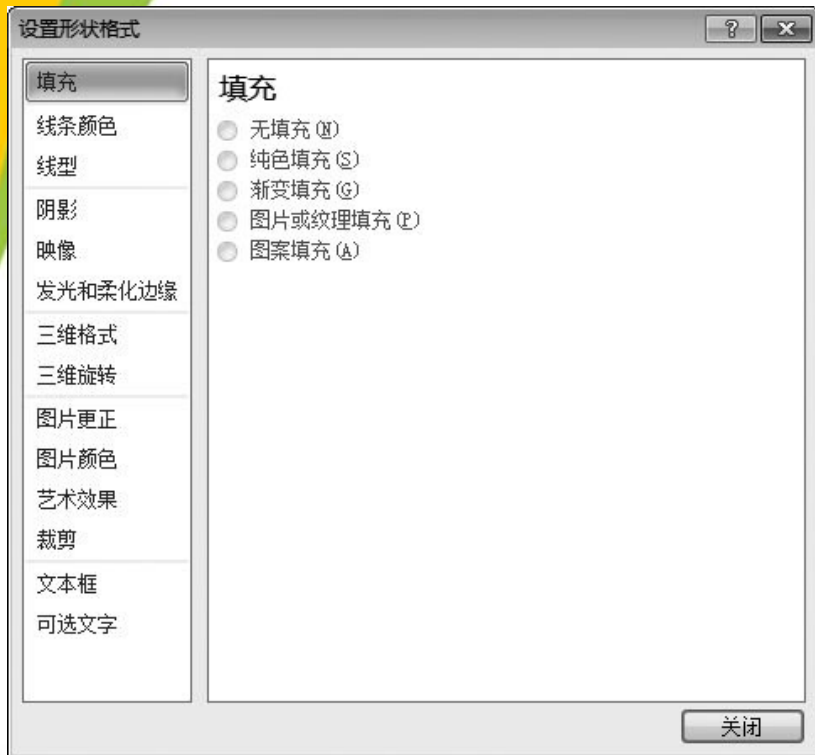 设置形状格式
填充
线条颜色
线型
阴影
映像
发光和柔化边缘
三维格式
三维旋转
图片更正
图片颜色
艺术效果
裁剪
文本框
可选文字
填充
无填充(N)
纯色填充(S)
渐变填充(G)
图片或纹理填充(P)
图案填充(A)
关闭